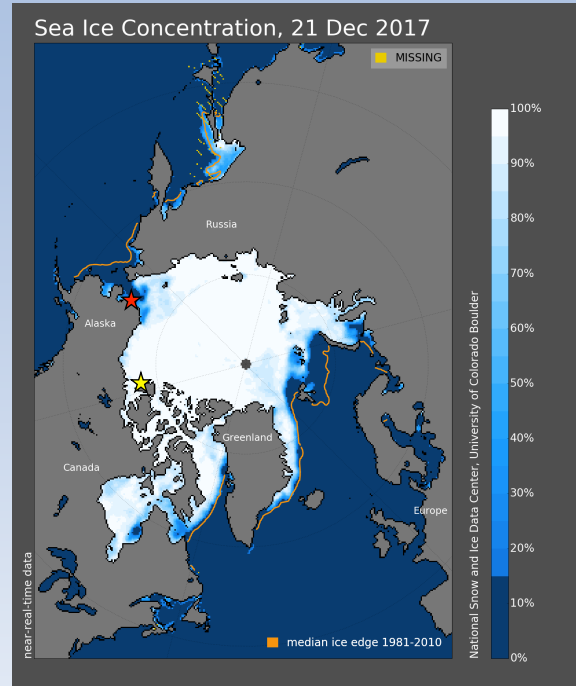 Sea Ice Concentration, 21 Dec 2017
MISSING
Russia
Alaska
Greenland
Canada
Europe
near-real-time data
median ice edge 1981-2010
100%
90%
80%
70%
60%
50%
40%
30%
20%
10%
0%
National Snow and Ice Data Center, University of Colorado Boulder